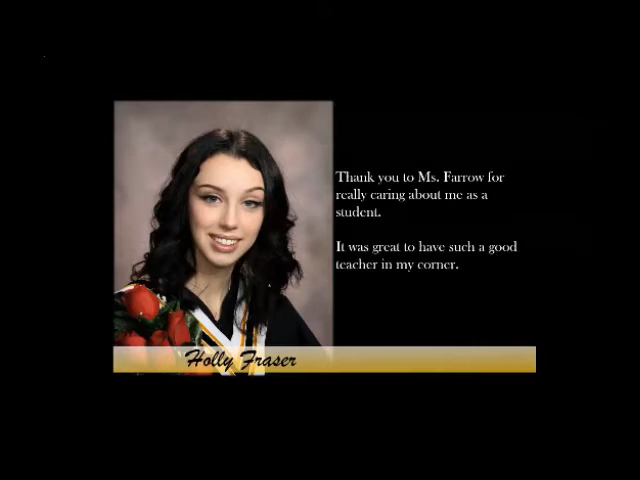 Thank you to Ms. Farrow for
really caring about me as a
student.
It was great to have such a good
teacher in my corner.
Holly Fraser